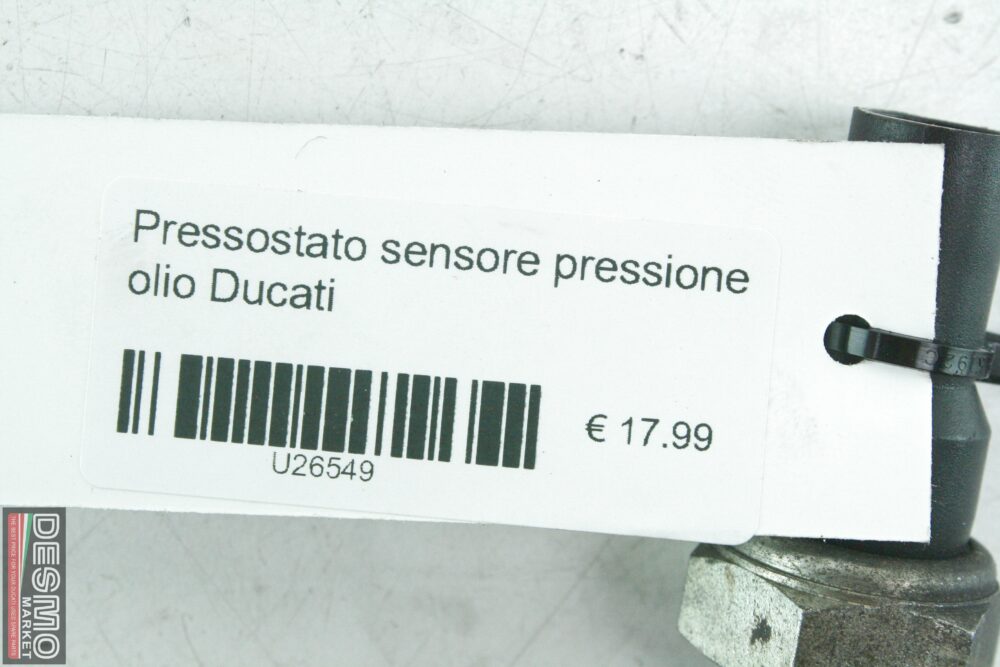 Pressostato sensore pressione
olio Ducati
€ 17.99
U26549
DESMO
MARKET